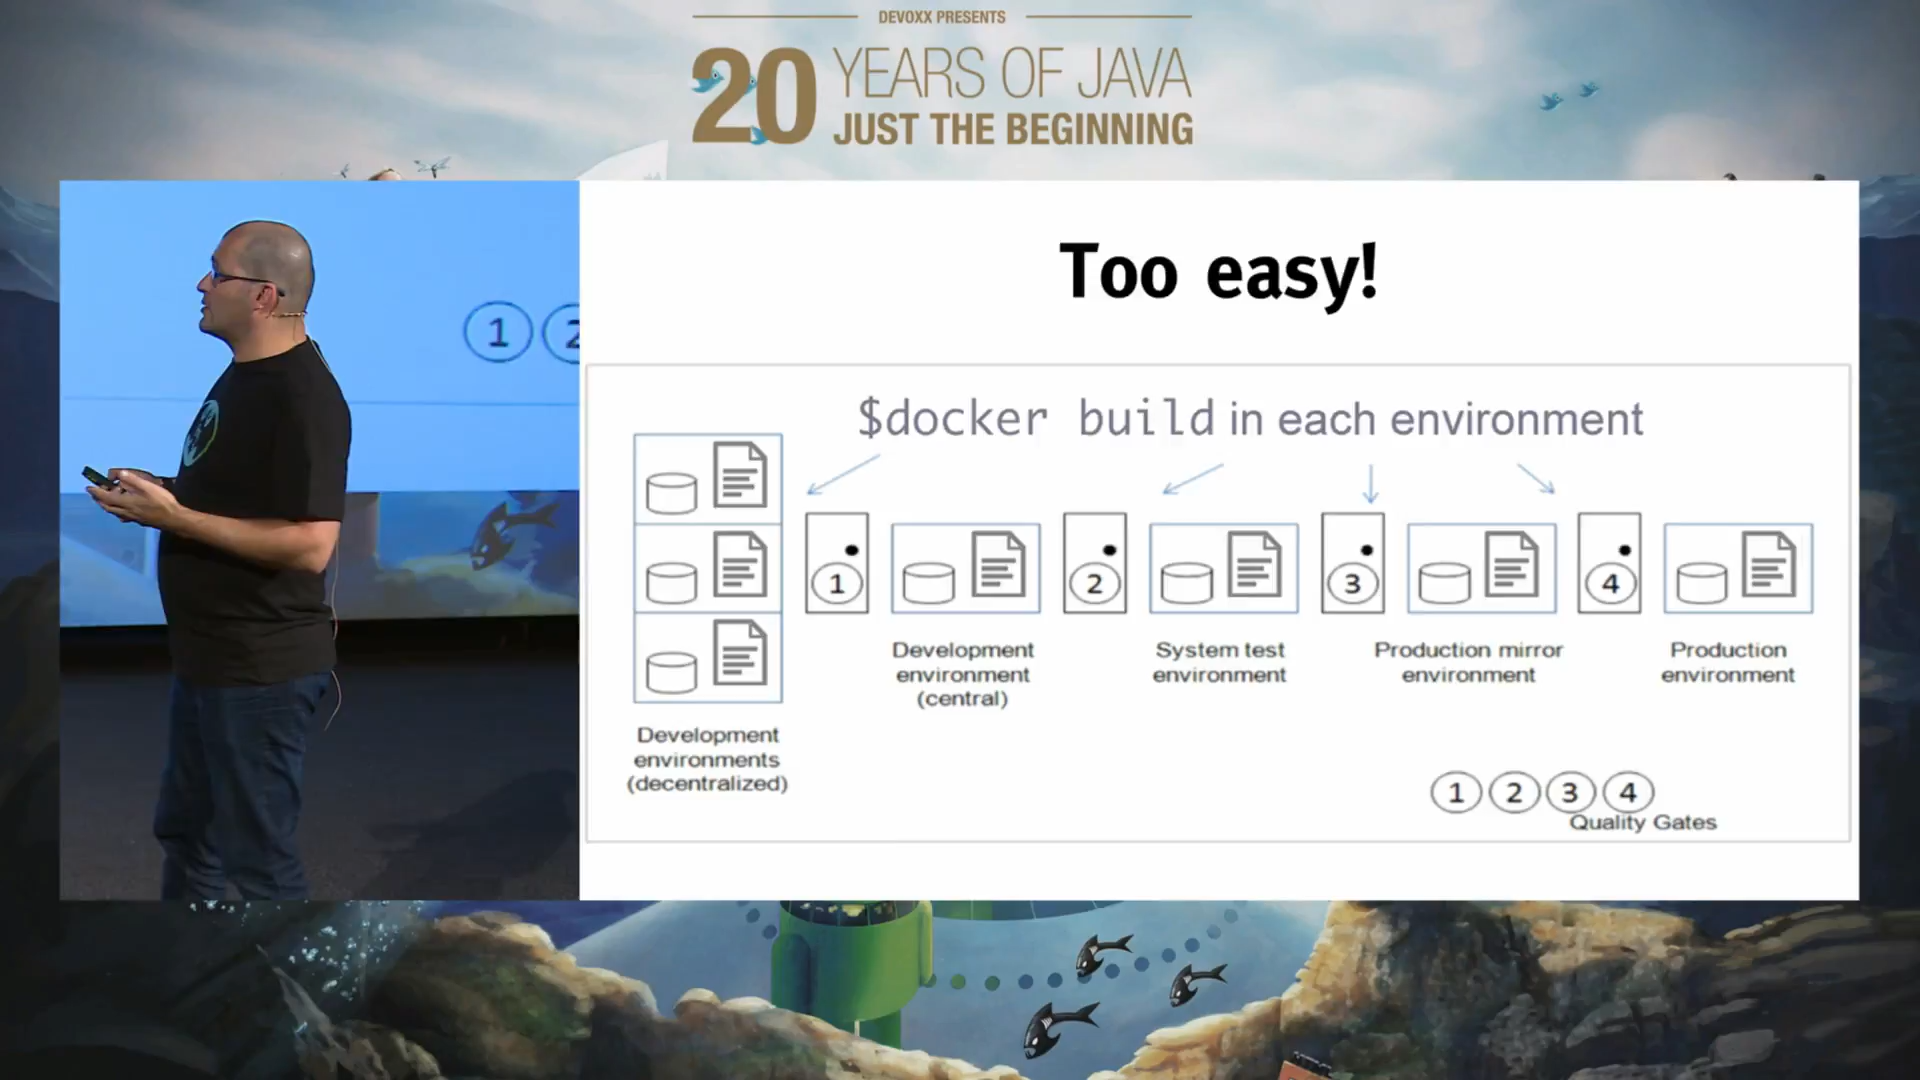 DEVOXX PRESENTS
20 YEARS OF JAVA
JUST THE BEGINNING
1 2
Too easy!
$docker build in each environment
1 2 3 4
Development
environment
(central)
System test
environment
Production mirror
environment
Production
environment
Development
environments
(decentralized)
1 2 3 4
Quality Gates